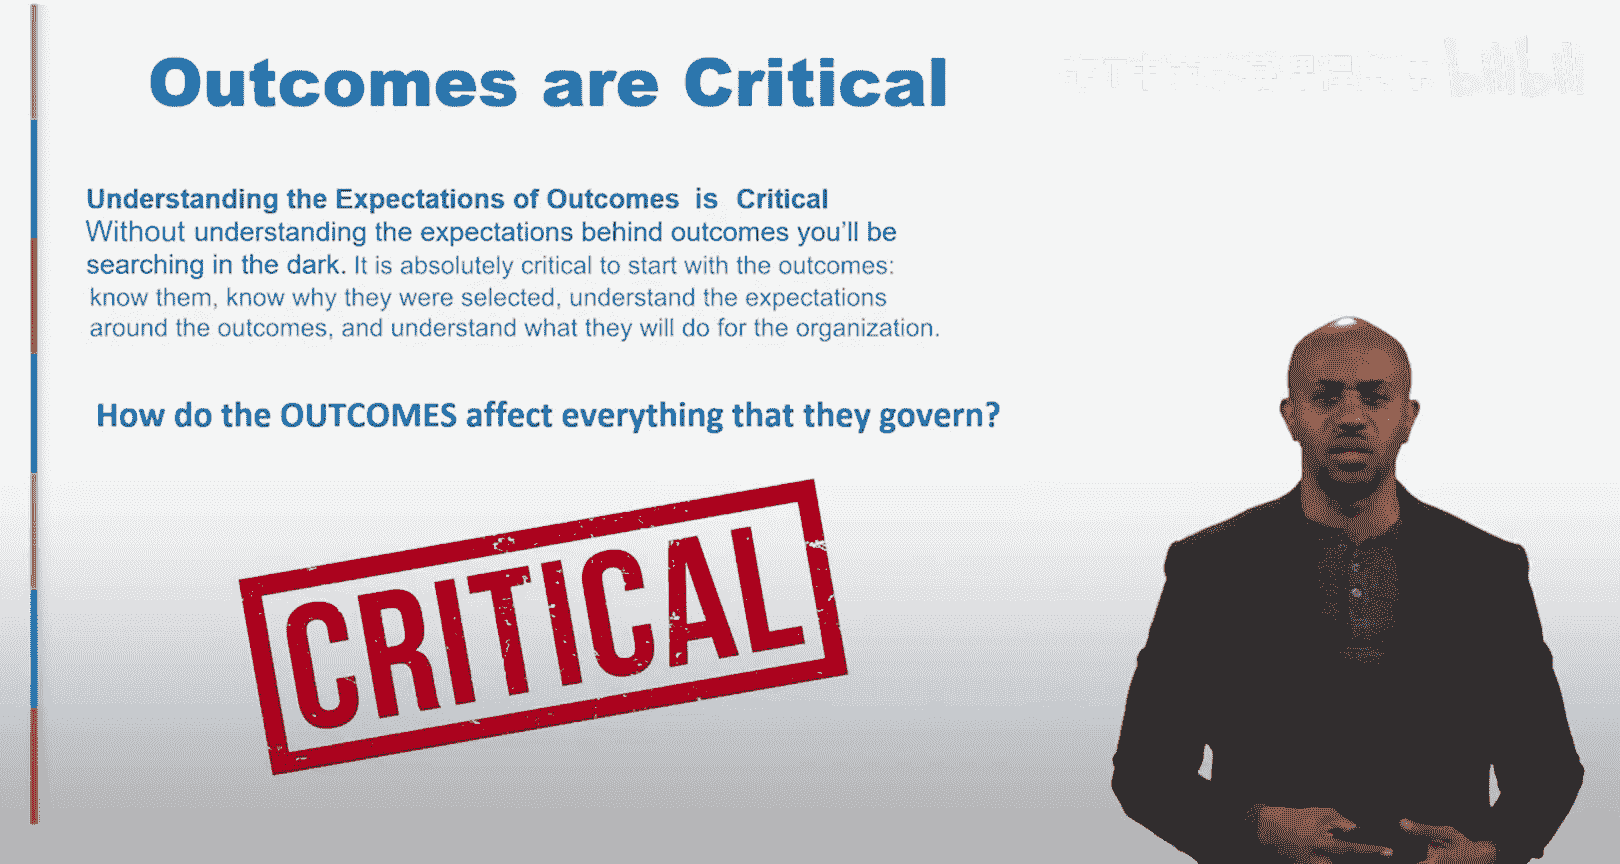 Outcomes are Critical
bilibili
Understanding the Expectations of Outcomes is Critical
Without understanding the expectations behind outcomes you’ll be
searching in the dark. It is absolutely critical to start with the outcomes:
know them, know why they were selected, understand the expectations
around the outcomes, and understand what they will do for the organization.
How do the OUTCOMES affect everything that they govern?
CRITICAL